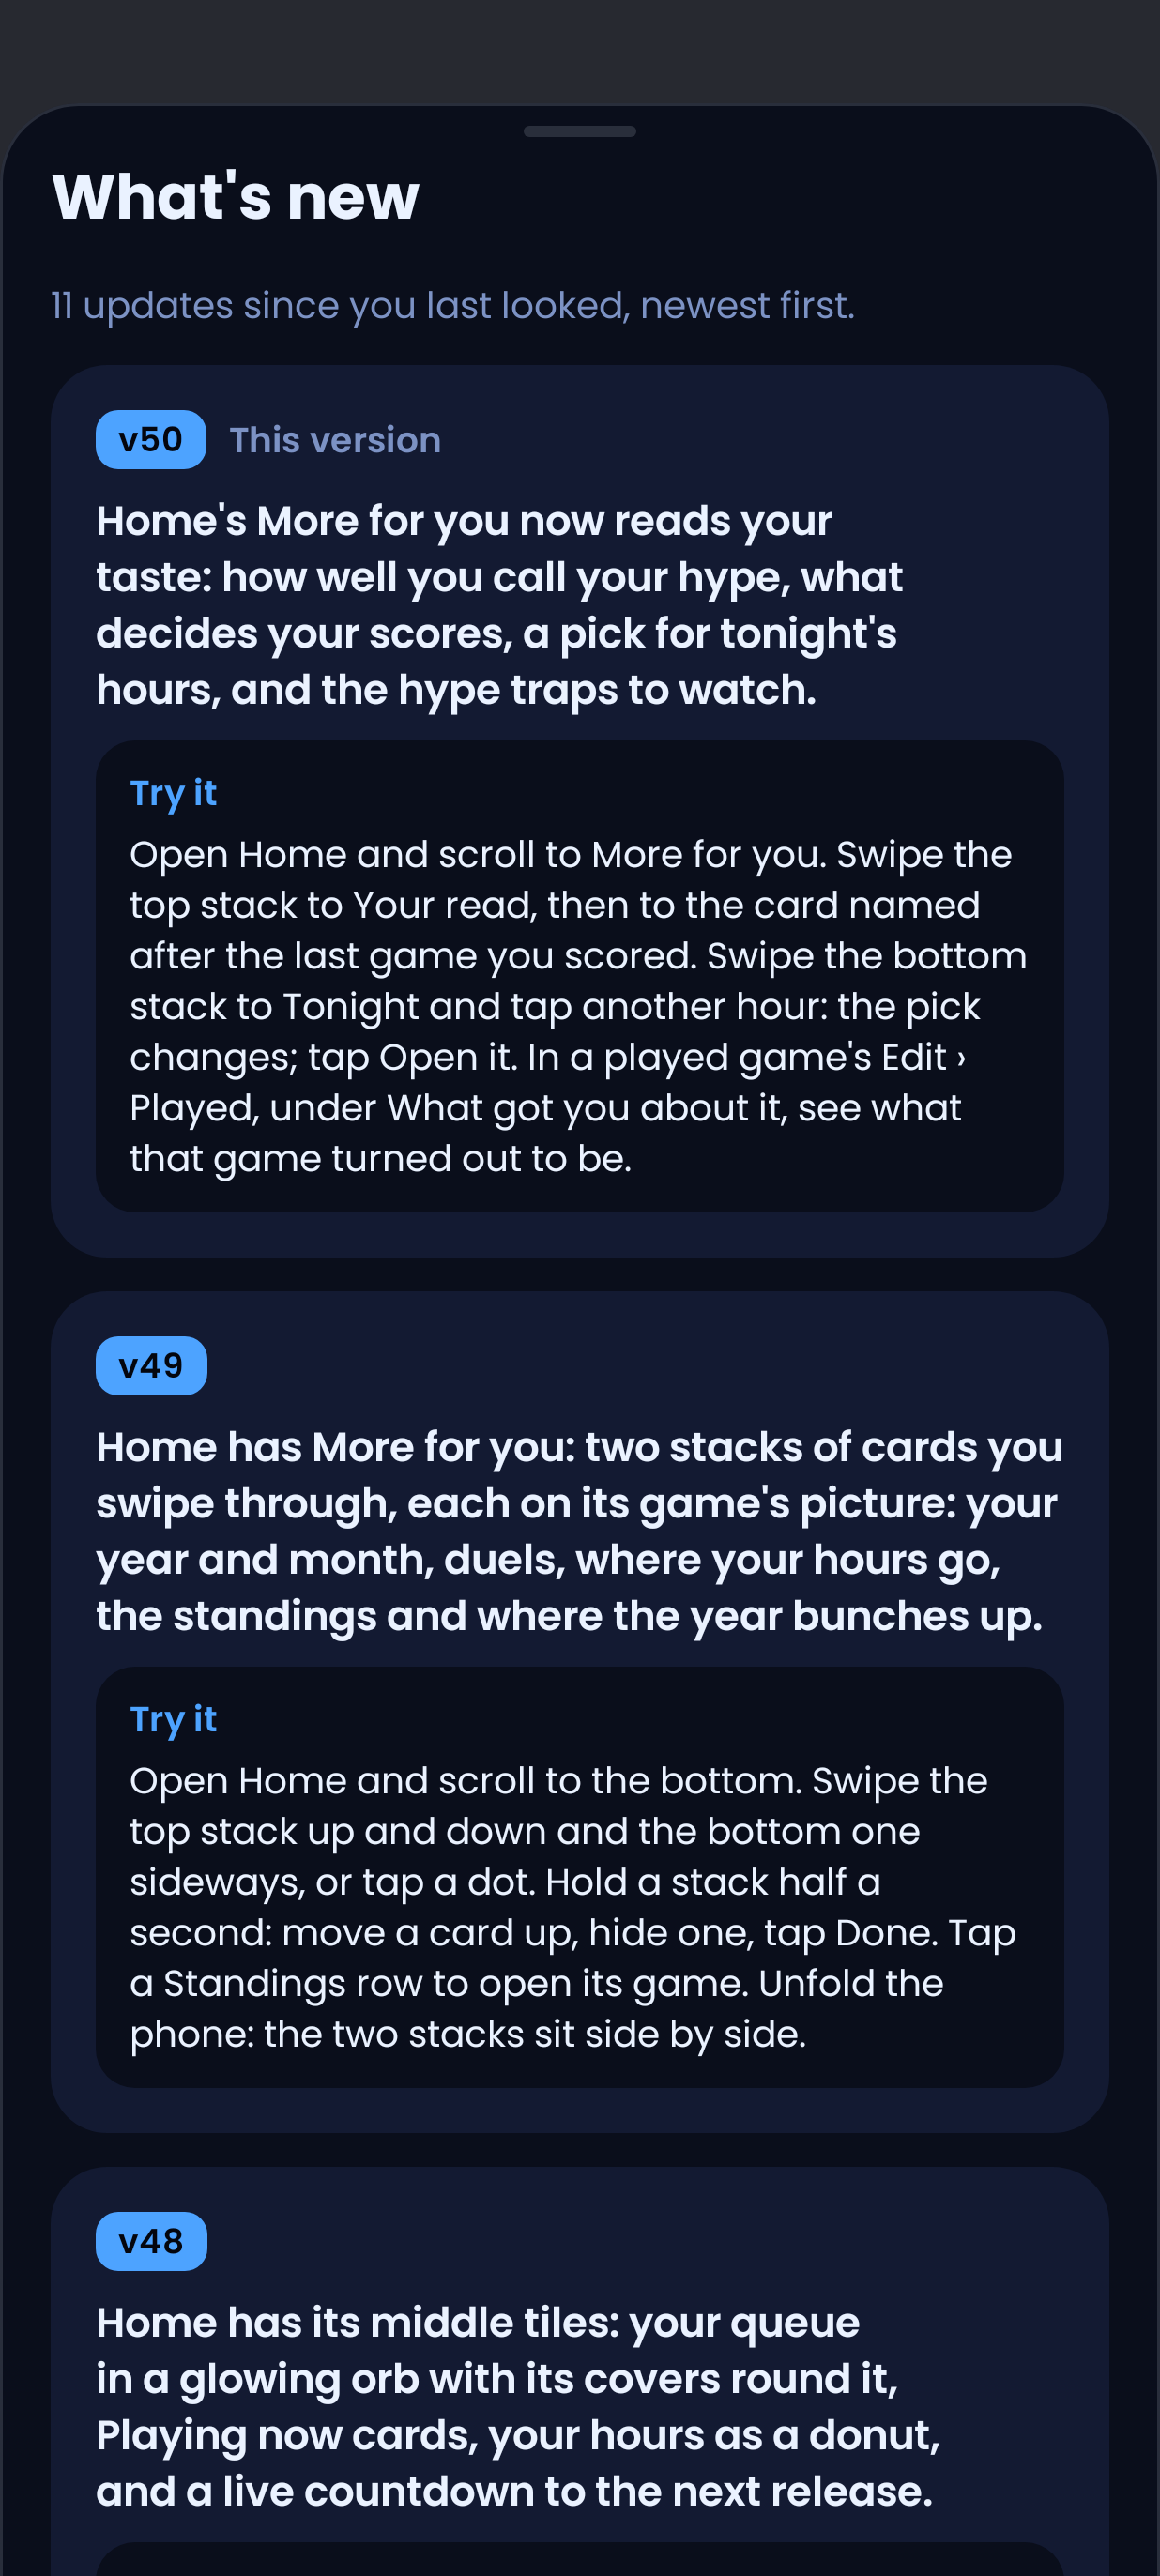 What's new
11 updates since you last looked, newest first.
v50 This version
Home's More for you now reads your
taste: how well you call your hype, what
decides your scores, a pick for tonight's
hours, and the hype traps to watch.
Try it
Open Home and scroll to More for you. Swipe the
top stack to Your read, then to the card named
after the last game you scored. Swipe the bottom
stack to Tonight and tap another hour: the pick
changes; tap Open it. In a played game's Edit ›
Played, under What got you about it, see what
that game turned out to be.
v49
Home has More for you: two stacks of cards you
swipe through, each on its game's picture: your
year and month, duels, where your hours go,
the standings and where the year bunches up.
Try it
Open Home and scroll to the bottom. Swipe the
top stack up and down and the bottom one
sideways, or tap a dot. Hold a stack half a
second: move a card up, hide one, tap Done. Tap
a Standings row to open its game. Unfold the
phone: the two stacks sit side by side.
v48
Home has its middle tiles: your queue
in a glowing orb with its covers round it,
Playing now cards, your hours as a donut,
and a live countdown to the next release.